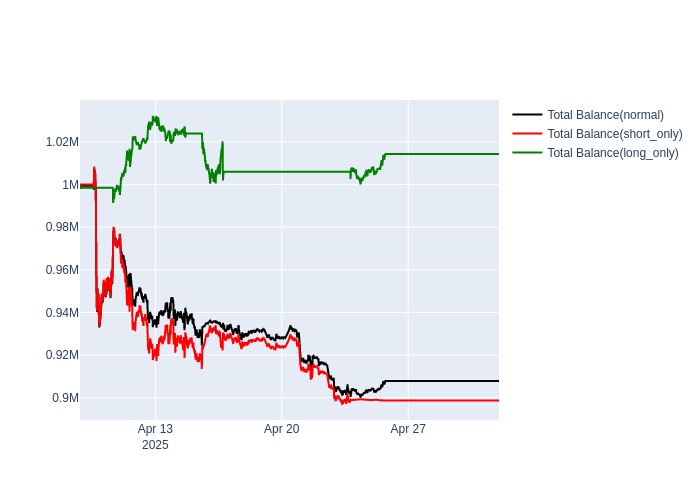 Total Balance(normal)
Total Balance(short_only)
Total Balance(long_only)
1.02M
1M
0.98M
0.96M
0.94M
0.92M
0.9M
Apr 13
2025
Apr 20
Apr 27